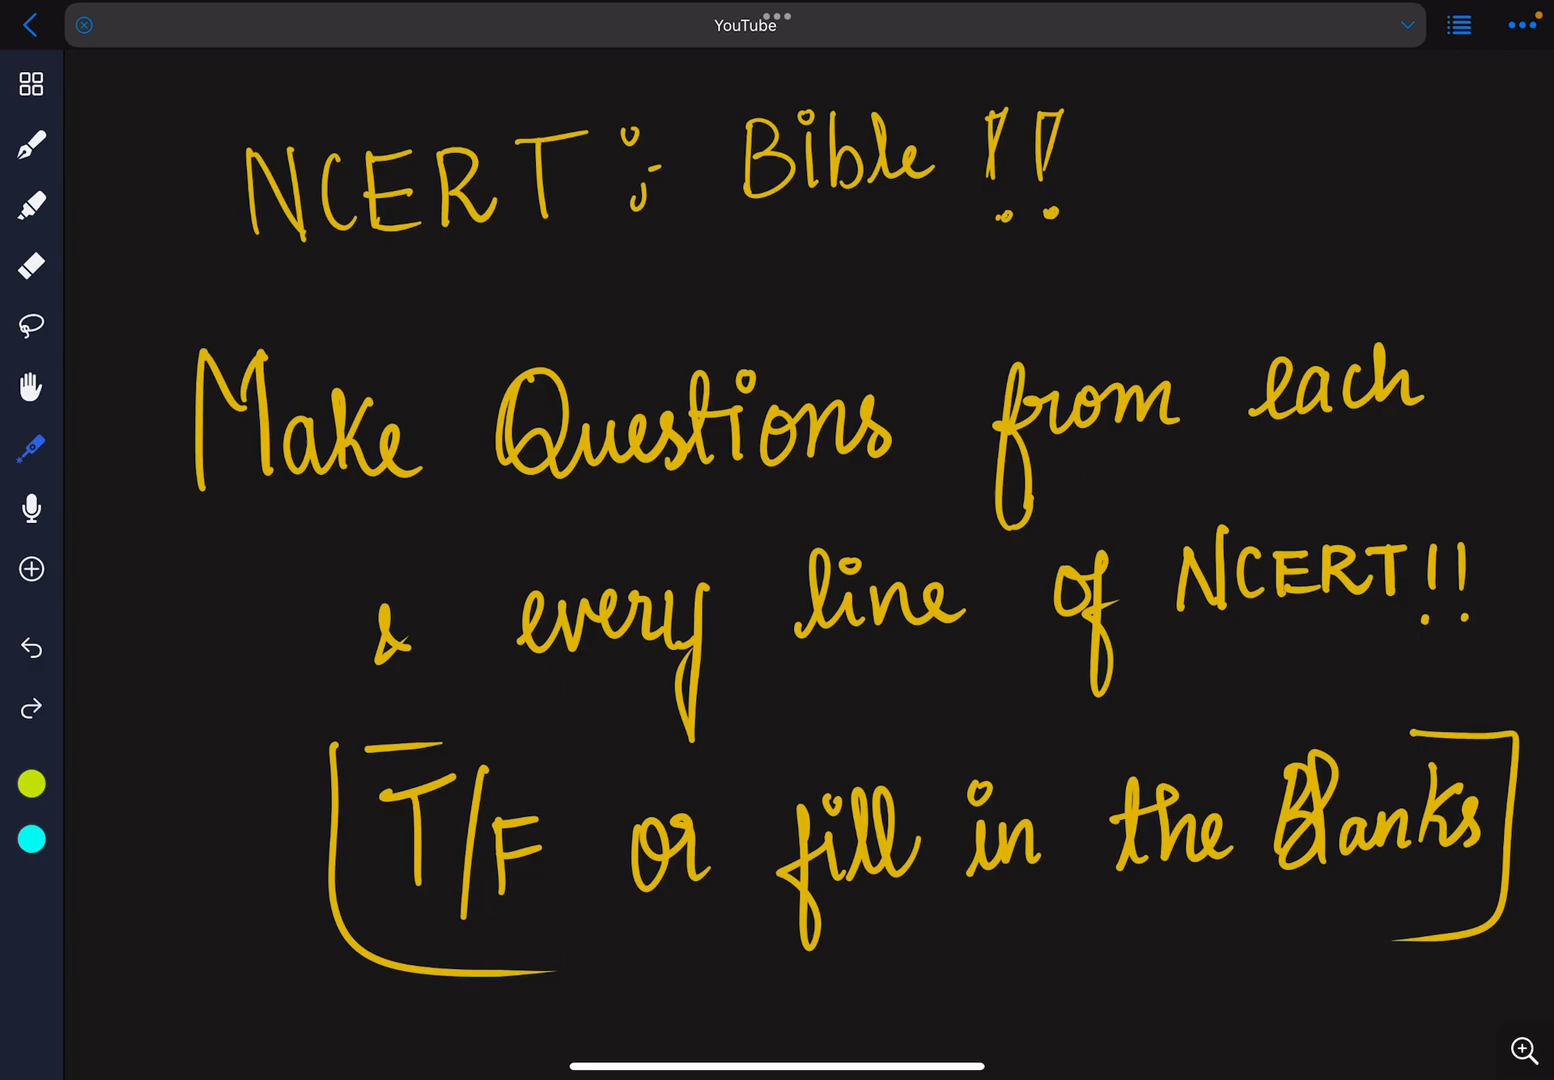 YouTube
NCERT :- Bible !!
Make Questions from each
& every line of NCERT!!
T/F or fill in the Blanks